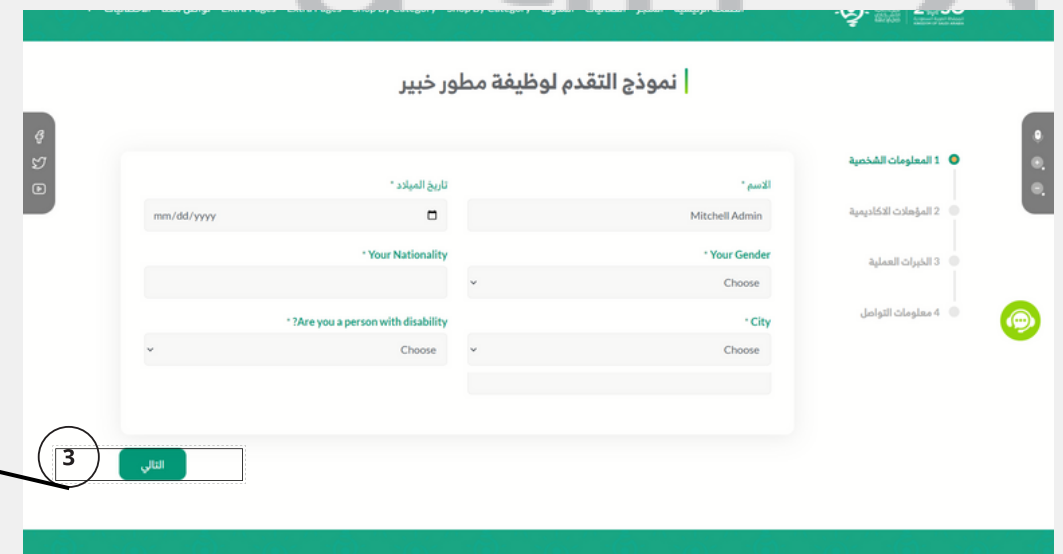 نموذج التقدم لوظيفة مطور خبير
1 المعلومات الشخصية
2 المؤهلات الاكاديمية
3 الخبرات العملية
4 معلومات التواصل
الاسم *
تاريخ الميلاد *
Mitchell Admin
mm/dd/yyyy
Your Gender *
Your Nationality *
Choose
City *
Are you a person with disability? *
Choose
Choose
3
التالي